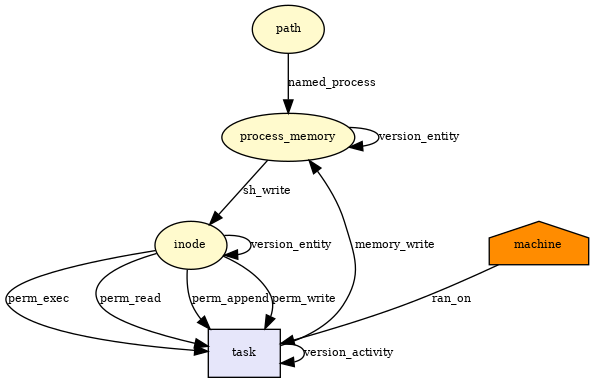 path
named_process
process_memory
version_entity
sh_write
inode
version_entity
memory_write
machine
perm_exec
perm_read
perm_append
perm_write
ran_on
task
version_activity